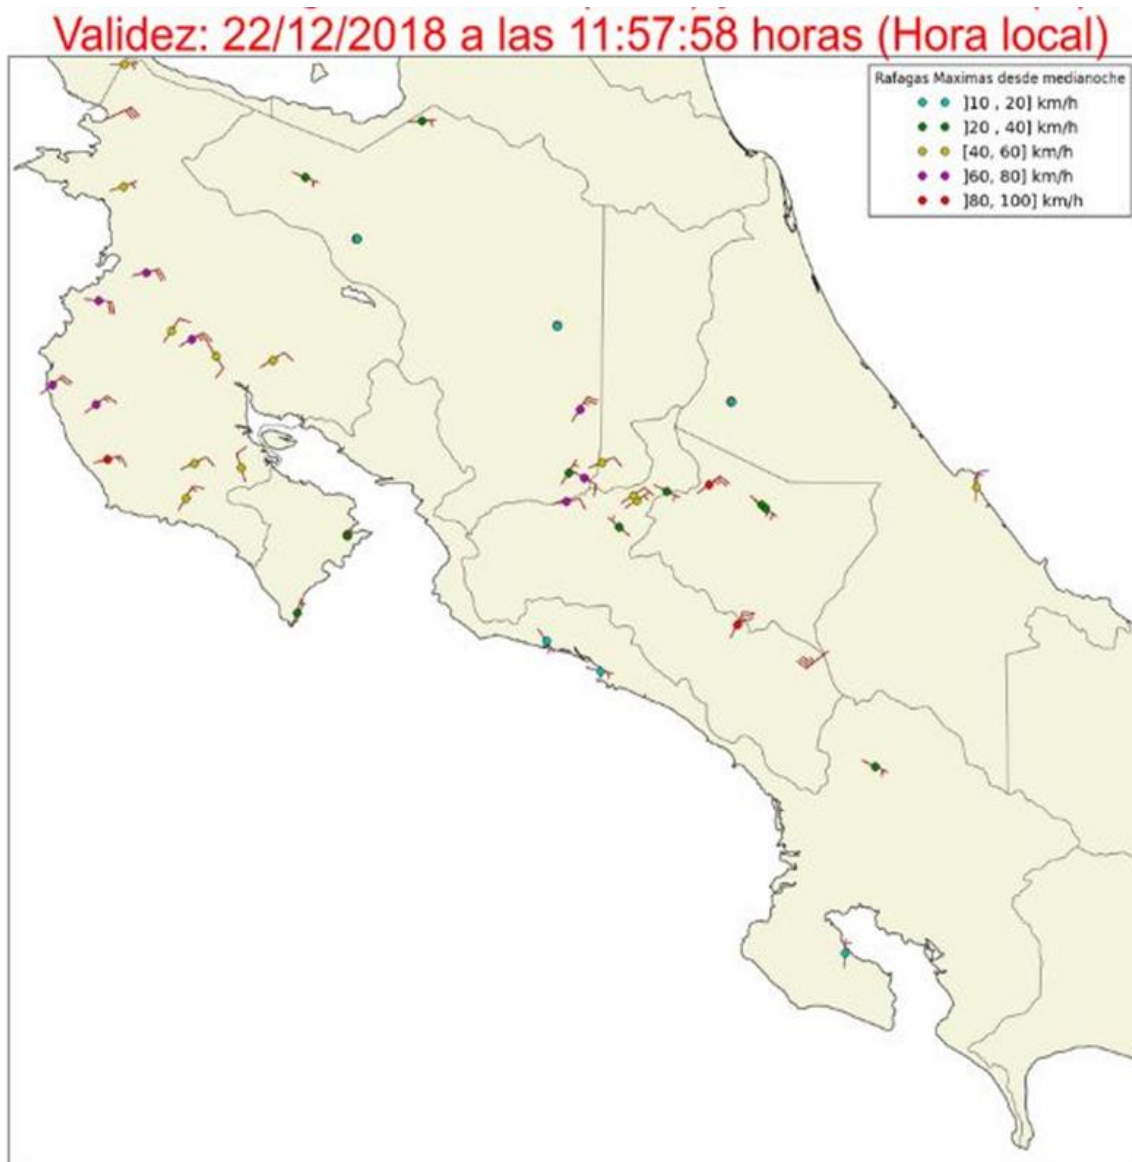 Validez: 22/12/2018 a las 11:57:58 horas (Hora local)
Rafagas Maximas desde medianoche
]10 , 20] km/h
]20 , 40] km/h
[40, 60] km/h
]60, 80] km/h
]80, 100] km/h